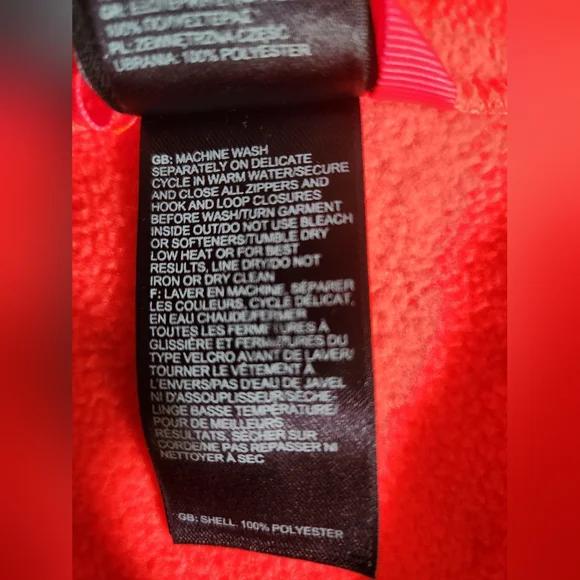 100% ΠΟΛΥΕΣΤΕΡΑΣ
PL: ZEWNĘTRZNA CZĘŚĆ
UBRANIA: 100% POLYESTER
GB: MACHINE WASH
SEPARATELY ON DELICATE
CYCLE IN WARM WATER/SECURE
AND CLOSE ALL ZIPPERS AND
HOOK AND LOOP CLOSURES
BEFORE WASH/TURN GARMENT
INSIDE OUT/DO NOT USE BLEACH
OR SOFTENERS/TUMBLE DRY
LOW HEAT OR FOR BEST
RESULTS, LINE DRY/DO NOT
IRON OR DRY CLEAN
F: LAVER EN MACHINE, SÉPARER
LES COULEURS, CYCLE DÉLICAT,
EN EAU CHAUDE/FERMER
TOUTES LES FERMETURES À
GLISSIÈRE ET FERMETURES DU
TYPE VELCRO AVANT DE LAVER/
TOURNER LE VÊTEMENT À
L'ENVERS/PAS D'EAU DE JAVEL
NI D'ASSOUPLISSEUR/SÈCHE-
LINGE BASSE TEMPÉRATURE/
POUR DE MEILLEURS
RÉSULTATS, SÉCHER SUR
CORDE/NE PAS REPASSER NI
NETTOYER À SEC
GB: SHELL: 100% POLYESTER